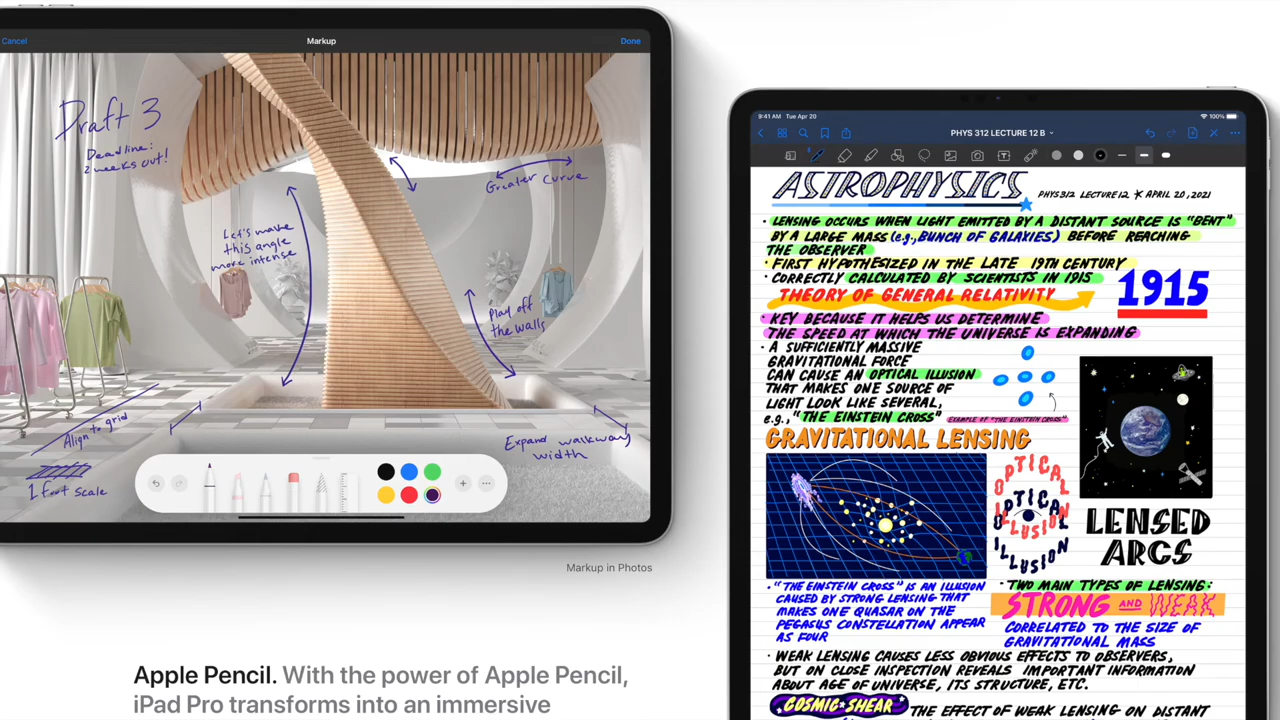 Cancel
Markup
Done
Draft 3
Deadline:
2 weeks out!
Greater curve
Let's make
this angle
more intense
Play off
the walls
Align to grid
1 foot scale
Expand walkway
width
Markup in Photos
Apple Pencil. With the power of Apple Pencil,
iPad Pro transforms into an immersive
9:41 AM Tue Apr 20
100%
PHYS 312 LECTURE 12 B
ASTROPHYSICS
PHYS312 LECTURE 12 ★ APRIL 20, 2021
• LENSING OCCURS WHEN LIGHT EMITTED BY A DISTANT SOURCE IS "BENT"
BY A LARGE MASS (e.g., BUNCH OF GALAXIES) BEFORE REACHING
THE OBSERVER
• FIRST HYPOTHESIZED IN THE LATE 19TH CENTURY
• CORRECTLY CALCULATED BY SCIENTISTS IN 1915
THEORY OF GENERAL RELATIVITY
1915
• KEY BECAUSE IT HELPS US DETERMINE
THE SPEED AT WHICH THE UNIVERSE IS EXPANDING
• A SUFFICIENTLY MASSIVE
GRAVITATIONAL FORCE
CAN CAUSE AN OPTICAL ILLUSION
THAT MAKES ONE SOURCE OF
LIGHT LOOK LIKE SEVERAL,
e.g., "THE EINSTEIN CROSS"
EXAMPLE OF "THE EINSTEIN CROSS"
GRAVITATIONAL LENSING
OPTICAL
OPTICAL
ILLUSION
ILLUSION
LENSED
ARCS
• "THE EINSTEIN CROSS" IS AN ILLUSION
CAUSED BY STRONG LENSING THAT
MAKES ONE QUASAR ON THE
PEGASUS CONSTELLATION APPEAR
AS FOUR
• TWO MAIN TYPES OF LENSING:
STRONG AND WEAK
CORRELATED TO THE SIZE OF
GRAVITATIONAL MASS
• WEAK LENSING CAUSES LESS OBVIOUS EFFECTS TO OBSERVERS,
BUT ON CLOSE INSPECTION REVEALS IMPORTANT INFORMATION
ABOUT AGE OF UNIVERSE, ITS STRUCTURE, ETC.
COSMIC SHEAR
THE EFFECT OF WEAK LENSING ON DISTANT